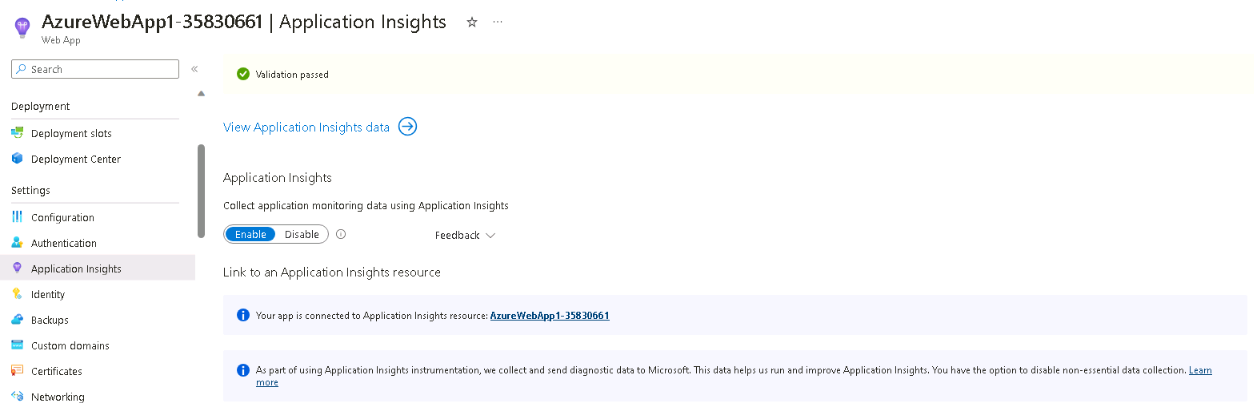 AzureWebApp1-35830661 | Application Insights
Web App
Search
Validation passed
Deployment
View Application Insights data
Deployment slots
Deployment Center
Application Insights
Settings
Collect application monitoring data using Application Insights
Configuration
Enable Disable Feedback
Authentication
Application Insights
Link to an Application Insights resource
Identity
Your app is connected to Application Insights resource: AzureWebApp1-35830661
Backups
Custom domains
As part of using Application Insights instrumentation, we collect and send diagnostic data to Microsoft. This data helps us run and improve Application Insights. You have the option to disable non-essential data collection. Learn
more
Certificates
Networking